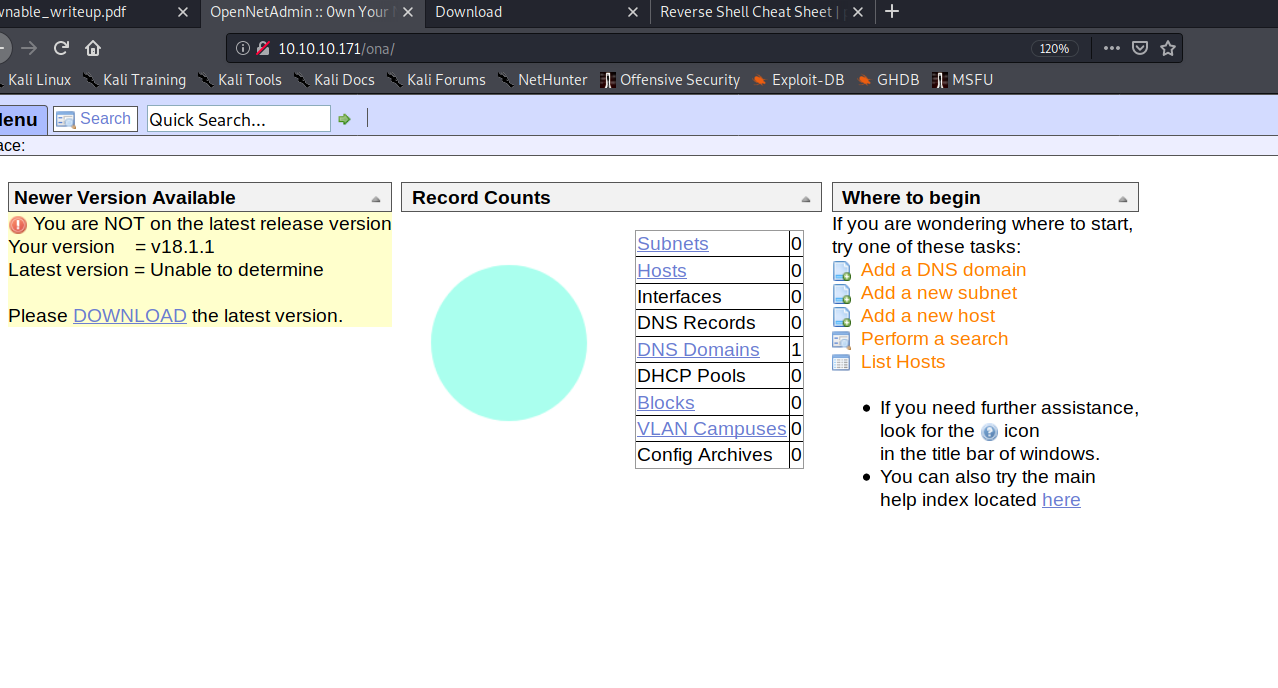 wnable_writeup.pdf
OpenNetAdmin :: 0wn Your
Download
Reverse Shell Cheat Sheet |
10.10.10.171/ona/
120%
Kali Linux
Kali Training
Kali Tools
Kali Docs
Kali Forums
NetHunter
Offensive Security
Exploit-DB
GHDB
MSFU
enu
Search
Quick Search...
ace:
Newer Version Available
You are NOT on the latest release version
Your version = v18.1.1
Latest version = Unable to determine
Please DOWNLOAD the latest version.
Record Counts
Subnets 0
Hosts 0
Interfaces 0
DNS Records 0
DNS Domains 1
DHCP Pools 0
Blocks 0
VLAN Campuses 0
Config Archives 0
Where to begin
If you are wondering where to start,
try one of these tasks:
Add a DNS domain
Add a new subnet
Add a new host
Perform a search
List Hosts
If you need further assistance,
look for the ? icon
in the title bar of windows.
You can also try the main
help index located here